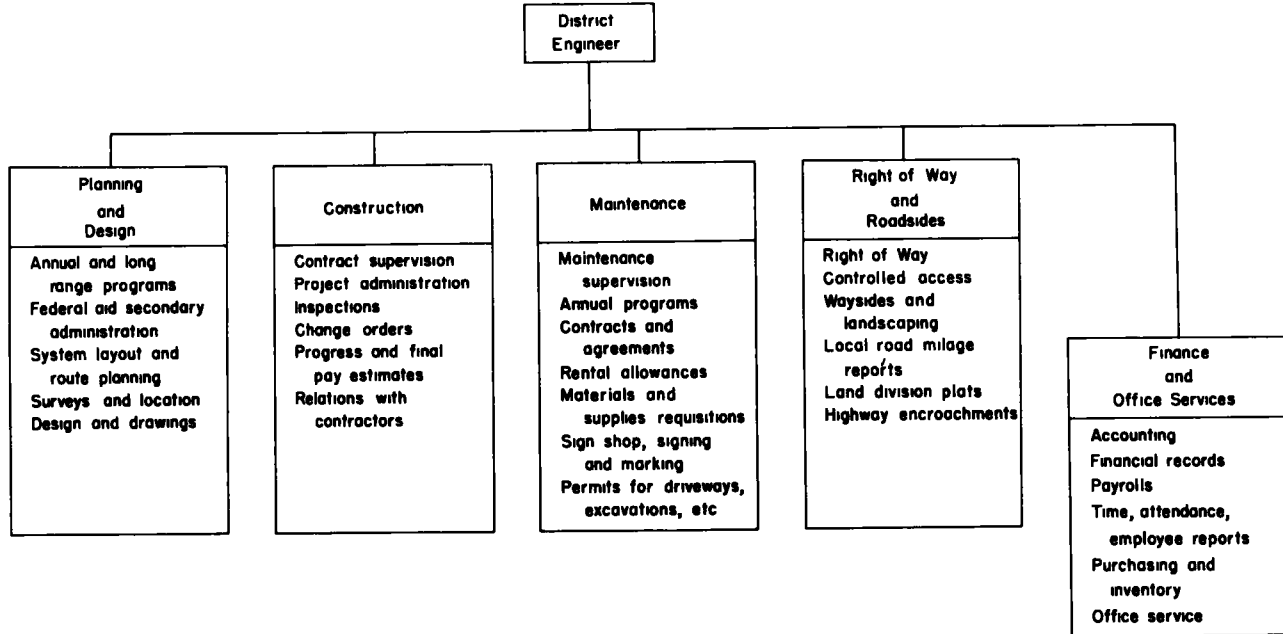 District
Engineer
Planning
and
Design
Annual and long
range programs
Federal aid secondary
administration
System layout and
route planning
Surveys and location
Design and drawings
Construction
Contract supervision
Project administration
Inspections
Change orders
Progress and final
pay estimates
Relations with
contractors
Maintenance
Maintenance
supervision
Annual programs
Contracts and
agreements
Rental allowances
Materials and
supplies requisitions
Sign shop, signing
and marking
Permits for driveways,
excavations, etc
Right of Way
and
Roadsides
Right of Way
Controlled access
Waysides and
landscaping
Local road milage
reports
Land division plats
Highway encroachments
Finance
and
Office Services
Accounting
Financial records
Payrolls
Time, attendance,
employee reports
Purchasing and
inventory
Office service